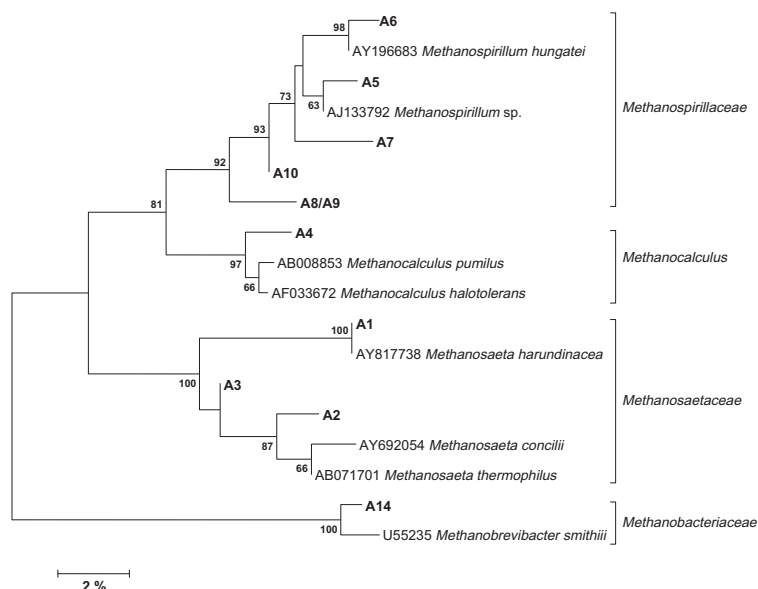 98
A6
AY196683 Methanospirillum hungatei
A5
73
63
AJ133792 Methanospirillum sp.
Methanospirillaceae
93
A7
92
A10
81
A8/A9
A4
97
AB008853 Methanocalculus pumilus
Methanocalculus
66
AF033672 Methanocalculus halotolerans
100
A1
AY817738 Methanosaeta harundinacea
100
A3
Methanosaetaceae
A2
87
AY692054 Methanosaeta concilii
66
AB071701 Methanosaeta thermophilus
A14
Methanobacteriaceae
100
U55235 Methanobrevibacter smithiii
2 %